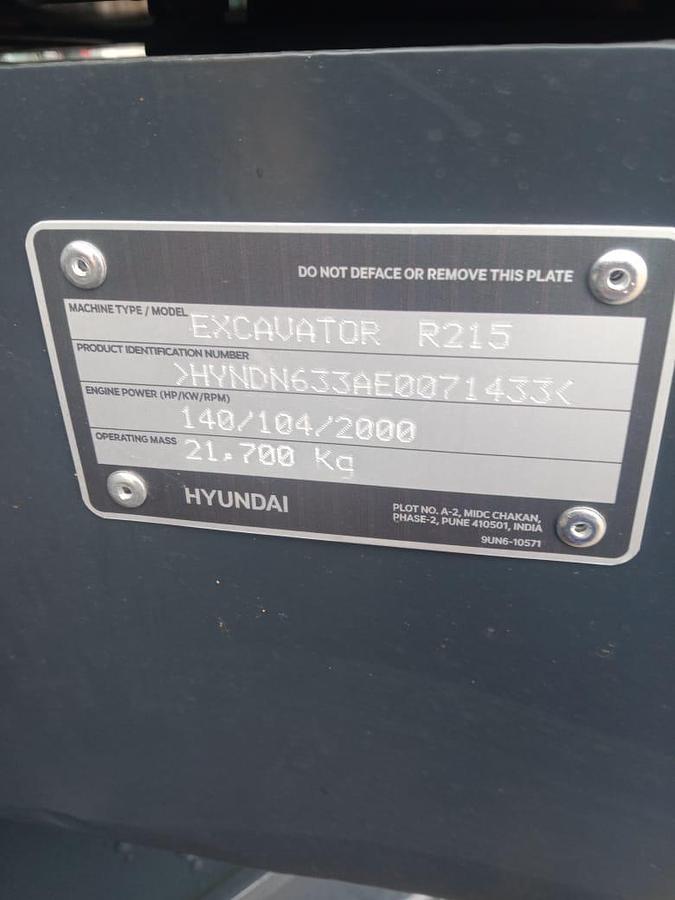 DO NOT DEFACE OR REMOVE THIS PLATE
MACHINE TYPE / MODEL
EXCAVATOR R215
PRODUCT IDENTIFICATION NUMBER
>HYNDN633AE0071433<
ENGINE POWER (HP/KW/RPM)
140/104/2000
OPERATING MASS
21.700 Kg
HYUNDAI
PLOT NO. A-2, MIDC CHAKAN,
PHASE-2, PUNE 410501, INDIA
9UN6-10571